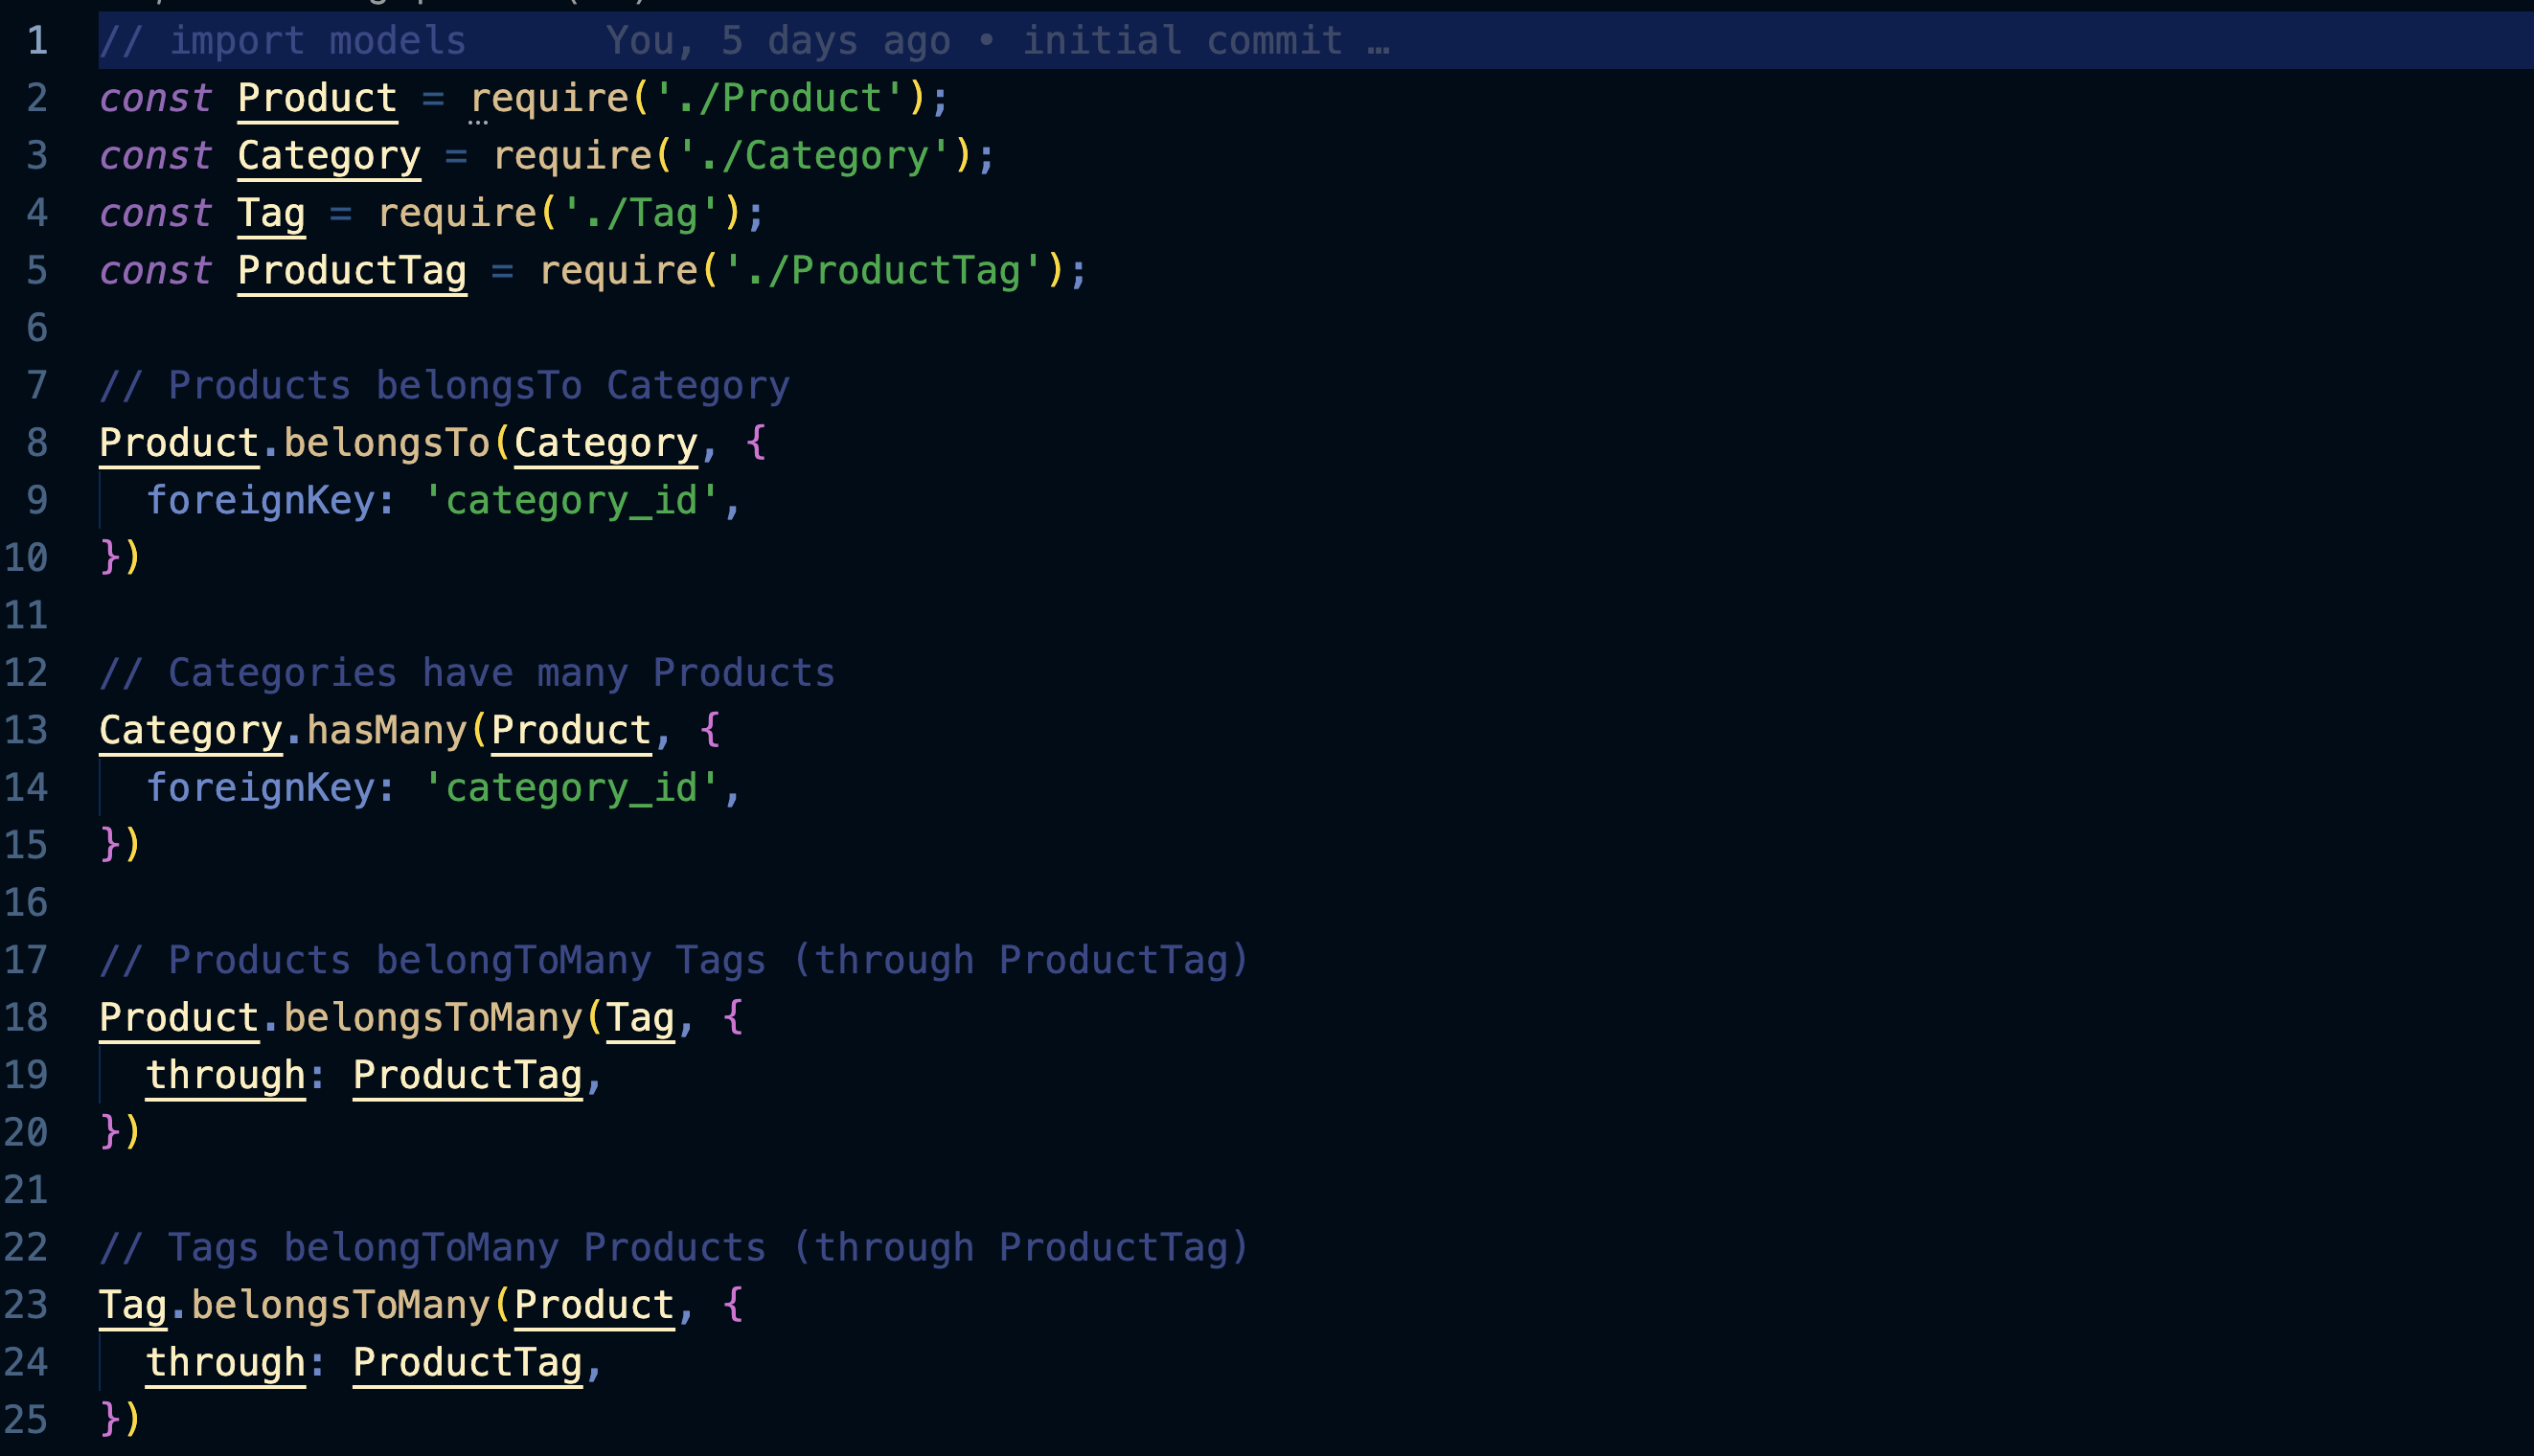 1 // import models You, 5 days ago • initial commit …
2 const Product = require('./Product');
3 const Category = require('./Category');
4 const Tag = require('./Tag');
5 const ProductTag = require('./ProductTag');
6
7 // Products belongsTo Category
8 Product.belongsTo(Category, {
9   foreignKey: 'category_id',
10 })
11
12 // Categories have many Products
13 Category.hasMany(Product, {
14   foreignKey: 'category_id',
15 })
16
17 // Products belongToMany Tags (through ProductTag)
18 Product.belongsToMany(Tag, {
19   through: ProductTag,
20 })
21
22 // Tags belongToMany Products (through ProductTag)
23 Tag.belongsToMany(Product, {
24   through: ProductTag,
25 })